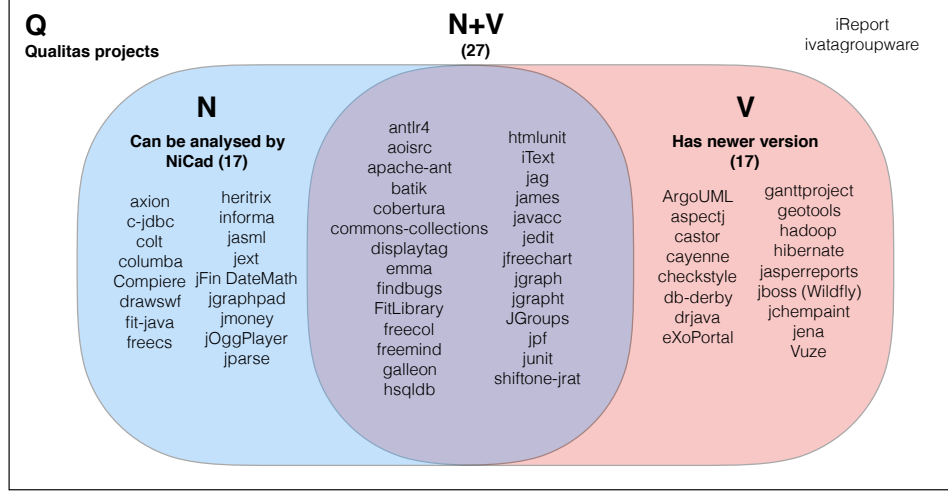 Q
Qualitas projects
N+V
(27)
iReport
ivatagroupware
N
Can be analysed by
NiCad (17)
axion
c-jdbc
colt
columba
Compiere
drawswf
fit-java
freecs
heritrix
informa
jasml
jext
jFin DateMath
jgraphpad
jmoney
jOggPlayer
jparse
antlr4
aoisrc
apache-ant
batik
cobertura
commons-collections
displaytag
emma
findbugs
FitLibrary
freecol
freemind
galleon
hsqldb
htmlunit
iText
jag
james
javacc
jedit
jfreechart
jgraph
jgrapht
JGroups
jpf
junit
shiftone-jrat
V
Has newer version
(17)
ArgoUML
aspectj
castor
cayenne
checkstyle
db-derby
drjava
eXoPortal
ganttproject
geotools
hadoop
hibernate
jasperreports
jboss (Wildfly)
jchempaint
jena
Vuze